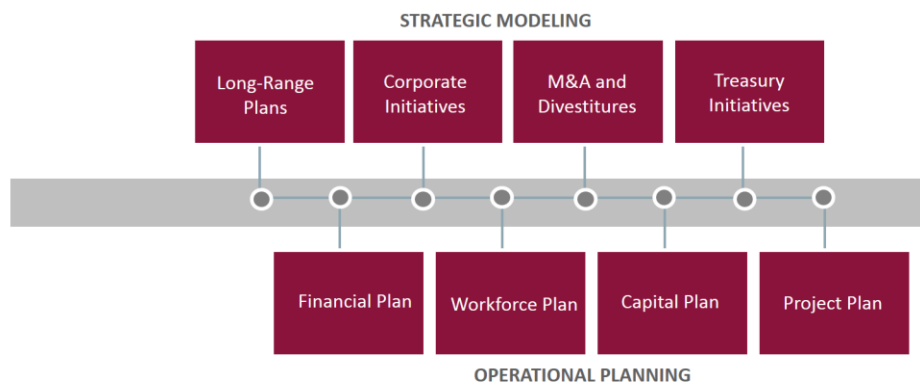 STRATEGIC MODELING
Long-Range
Plans
Corporate
Initiatives
M&A and
Divestitures
Treasury
Initiatives
Financial Plan
Workforce Plan
Capital Plan
Project Plan
OPERATIONAL PLANNING